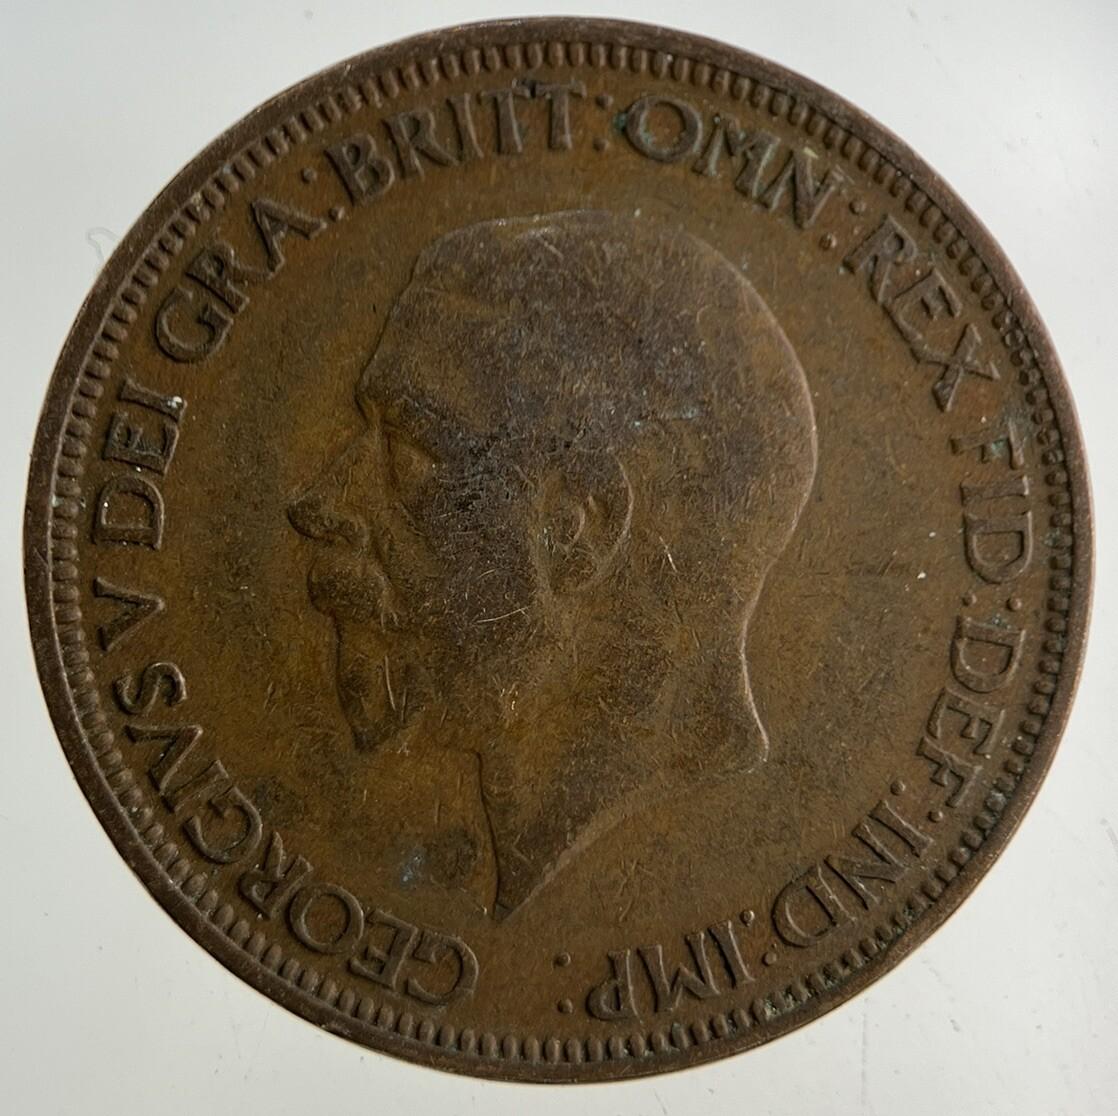 GEORGIVS V DEI GRA: BRITT: OMN: REX FID: DEF: IND: IMP: